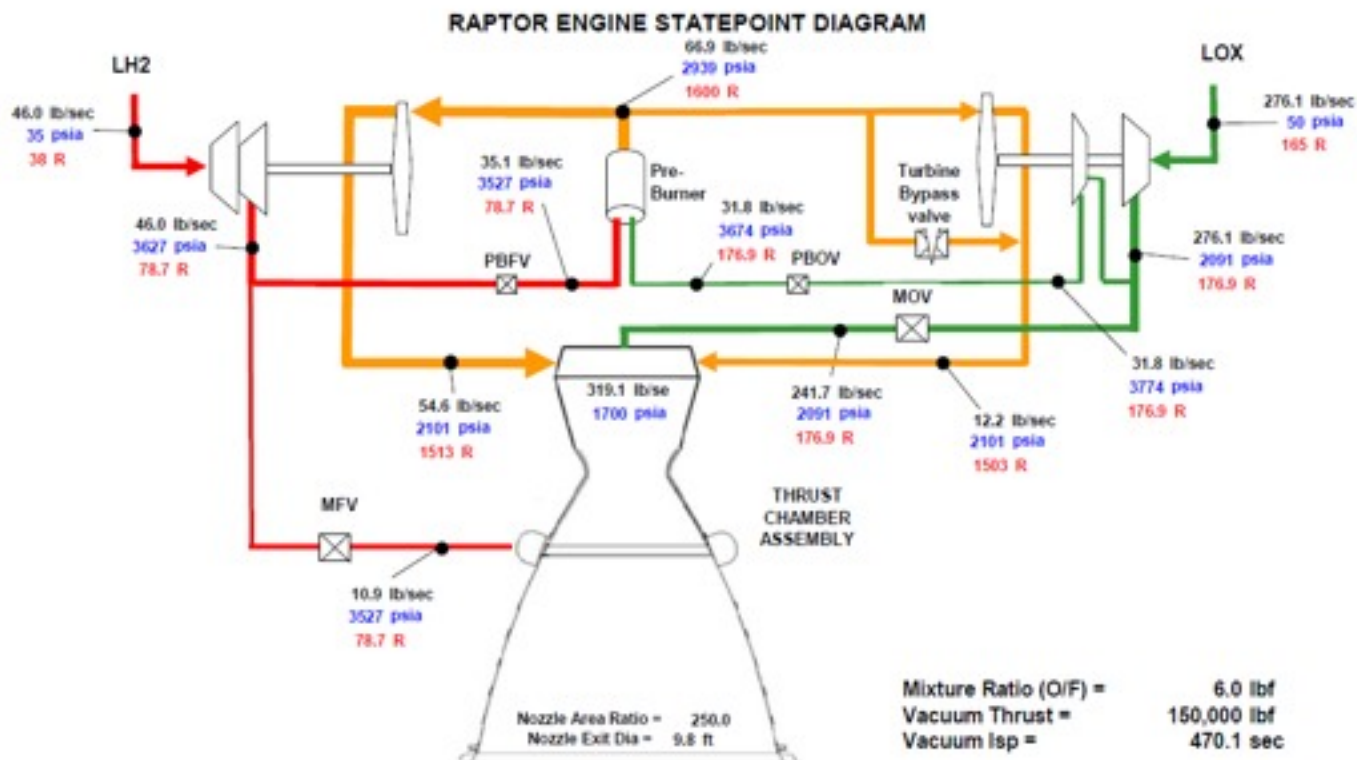 RAPTOR ENGINE STATEPOINT DIAGRAM
66.9 lb/sec
2939 psia
1600 R
LH2
LOX
46.0 lb/sec
35 psia
38 R
276.1 lb/sec
50 psia
165 R
35.1 lb/sec
3527 psia
78.7 R
Pre-
Burner
Turbine
Bypass
valve
31.8 lb/sec
3674 psia
176.9 R
46.0 lb/sec
3627 psia
78.7 R
276.1 lb/sec
2091 psia
176.9 R
PBFV
PBOV
MOV
54.6 lb/sec
2101 psia
1513 R
319.1 lb/se
1700 psia
241.7 lb/sec
2091 psia
176.9 R
12.2 lb/sec
2101 psia
1503 R
31.8 lb/sec
3774 psia
176.9 R
MFV
THRUST
CHAMBER
ASSEMBLY
10.9 lb/sec
3527 psia
78.7 R
Nozzle Area Ratio = 250.0
Nozzle Exit Dia = 9.8 ft
Mixture Ratio (O/F) = 6.0 lbf
Vacuum Thrust = 150,000 lbf
Vacuum Isp = 470.1 sec